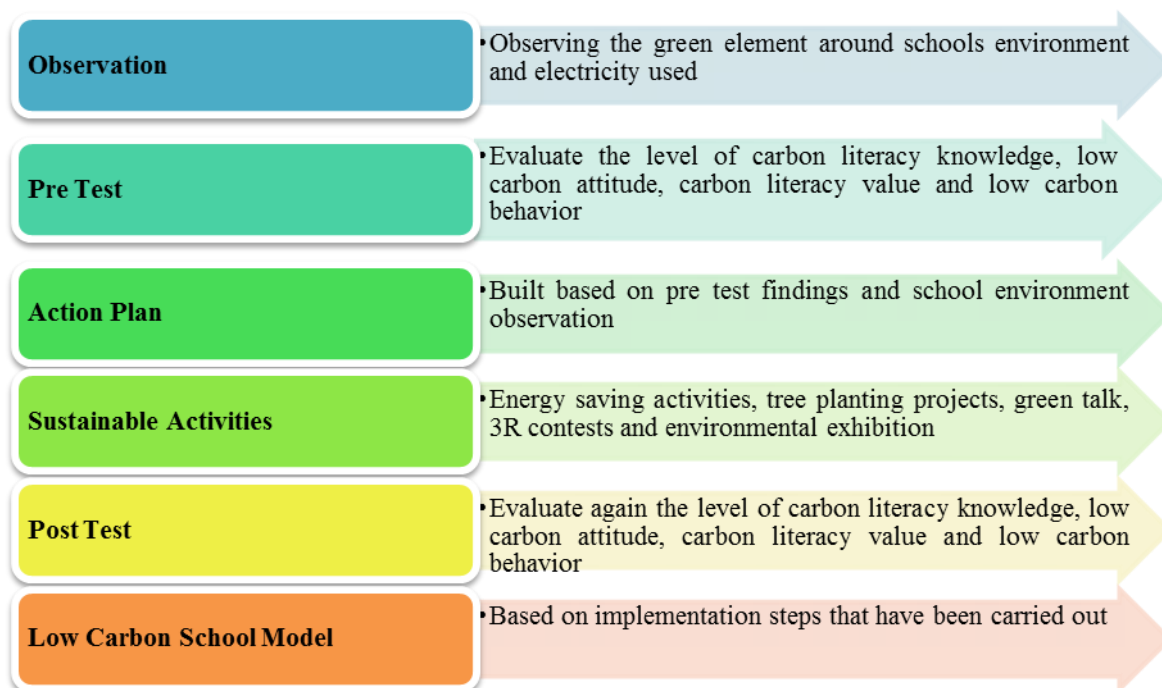 Observation
•Observing the green element around schools environment
and electricity used
Pre Test
•Evaluate the level of carbon literacy knowledge, low
carbon attitude, carbon literacy value and low carbon
behavior
Action Plan
•Built based on pre test findings and school environment
observation
Sustainable Activities
•Energy saving activities, tree planting projects, green talk,
3R contests and environmental exhibition
Post Test
•Evaluate again the level of carbon literacy knowledge, low
carbon attitude, carbon literacy value and low carbon
behavior
Low Carbon School Model
•Based on implementation steps that have been carried out